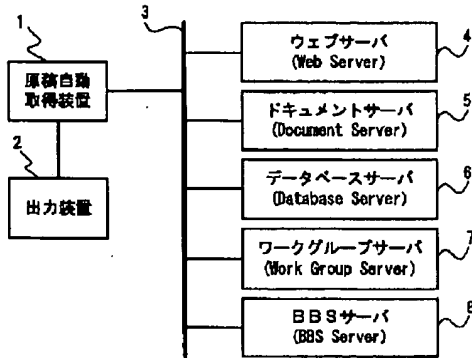 1
原稿自動
取得装置
2
出力装置
3
ウェブサーバ
(Web Server)
4
ドキュメントサーバ
(Document Server)
5
データベースサーバ
(Database Server)
6
ワークグループサーバ
(Work Group Server)
7
BBSサーバ
(BBS Server)
8